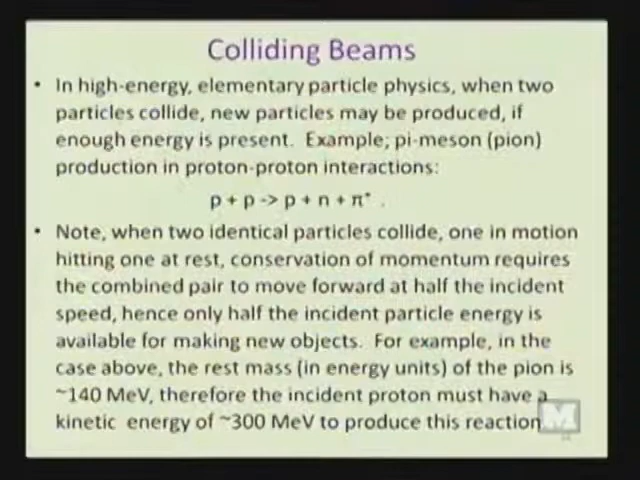 Colliding Beams
• In high-energy, elementary particle physics, when two
particles collide, new particles may be produced, if
enough energy is present. Example; pi-meson (pion)
production in proton-proton interactions:
p + p -> p + n + π⁺ .
• Note, when two identical particles collide, one in motion
hitting one at rest, conservation of momentum requires
the combined pair to move forward at half the incident
speed, hence only half the incident particle energy is
available for making new objects. For example, in the
case above, the rest mass (in energy units) of the pion is
~140 MeV, therefore the incident proton must have a
kinetic energy of ~300 MeV to produce this reaction
M